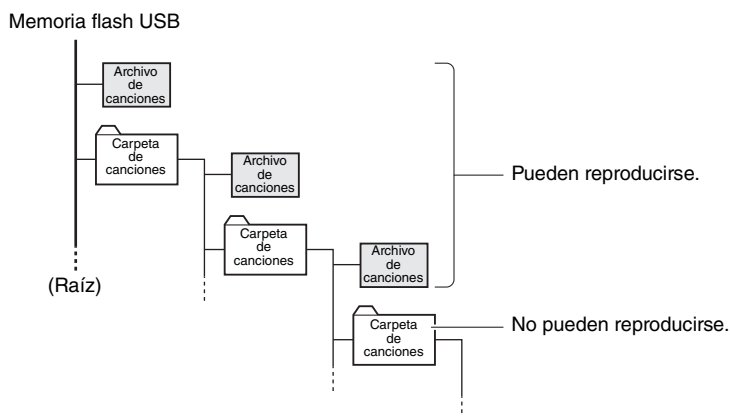 Memoria flash USB
Archivo
de
canciones
Carpeta
de
canciones
Archivo
de
canciones
Pueden reproducirse.
Carpeta
de
canciones
Archivo
de
canciones
(Raíz)
Carpeta
de
canciones
No pueden reproducirse.